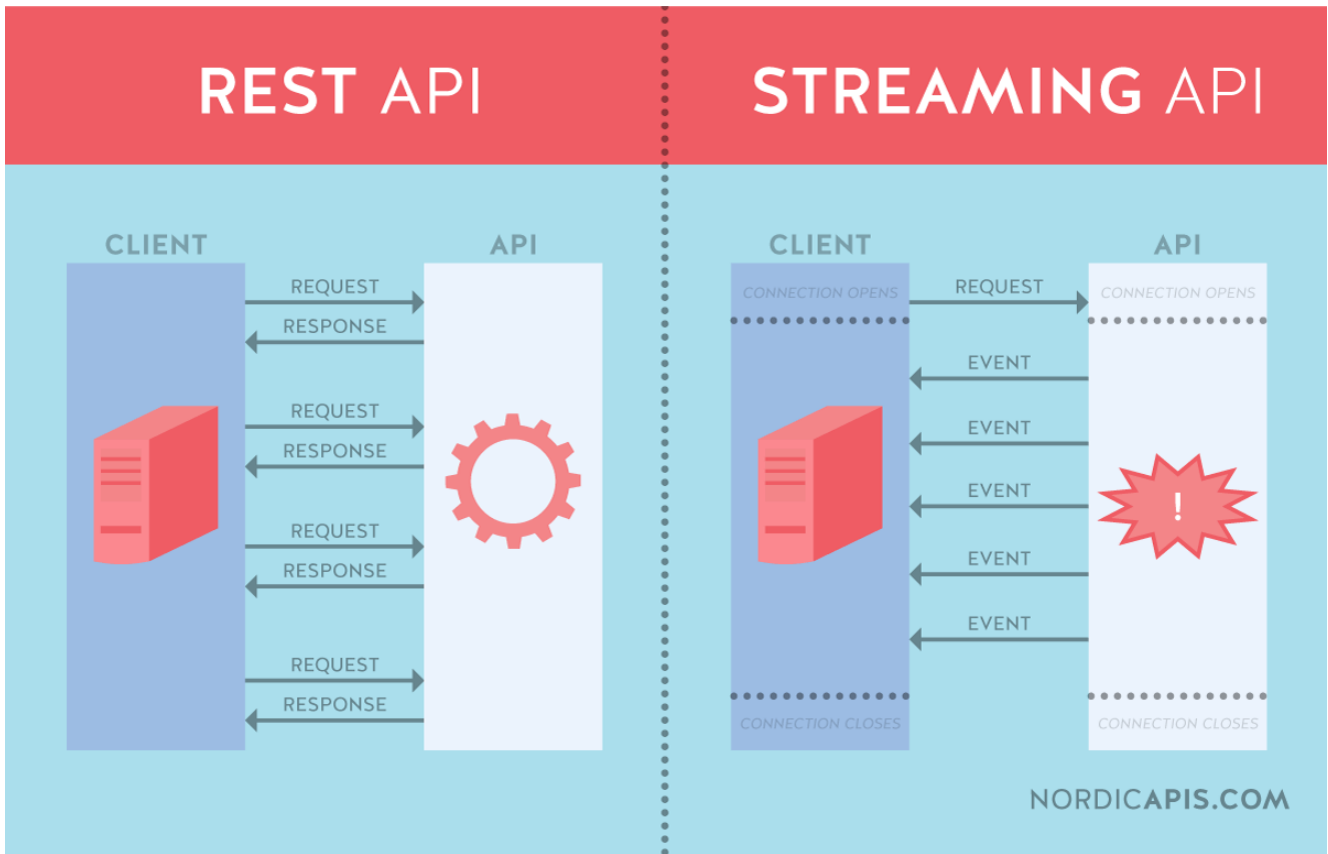 REST API
CLIENT
API
REQUEST
RESPONSE
REQUEST
RESPONSE
REQUEST
RESPONSE
REQUEST
RESPONSE
STREAMING API
CLIENT
API
CONNECTION OPENS
REQUEST
CONNECTION OPENS
EVENT
EVENT
EVENT
!
EVENT
EVENT
CONNECTION CLOSES
CONNECTION CLOSES
NORDICAPIS.COM